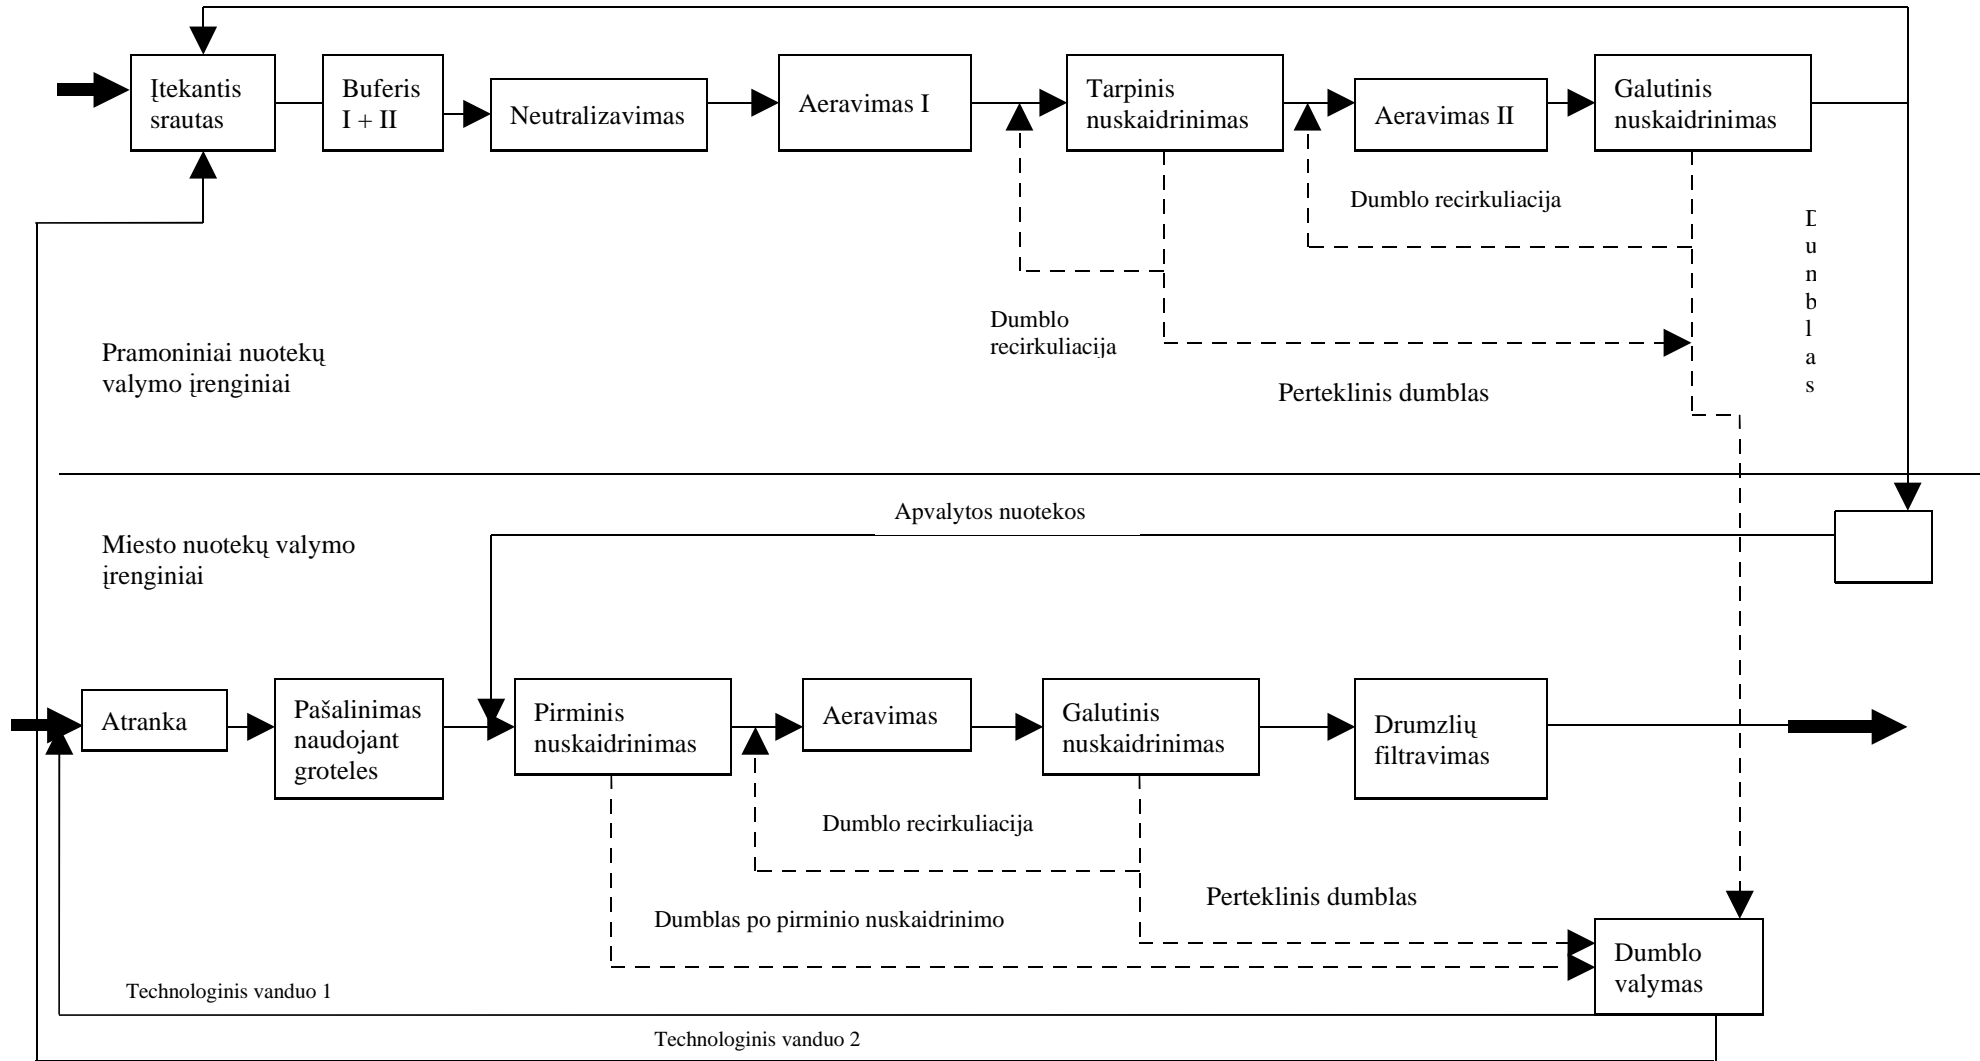 Įtekantis
srautas
Buferis
I + II
Neutralizavimas
Aeravimas I
Tarpinis
nuskaidrinimas
Aeravimas II
Galutinis
nuskaidrinimas
Dumblo recirkuliacija
Dumblas
Dumblo
recirkuliacija
Pramoniniai nuotekų
valymo įrenginiai
Perteklinis dumblas
Apvalytos nuotekos
Miesto nuotekų valymo
įrenginiai
Atranka
Pašalinimas
naudojant
groteles
Pirminis
nuskaidrinimas
Aeravimas
Galutinis
nuskaidrinimas
Drumzlių
filtravimas
Dumblo recirkuliacija
Perteklinis dumblas
Dumblas po pirminio nuskaidrinimo
Dumblo
valymas
Technologinis vanduo 1
Technologinis vanduo 2